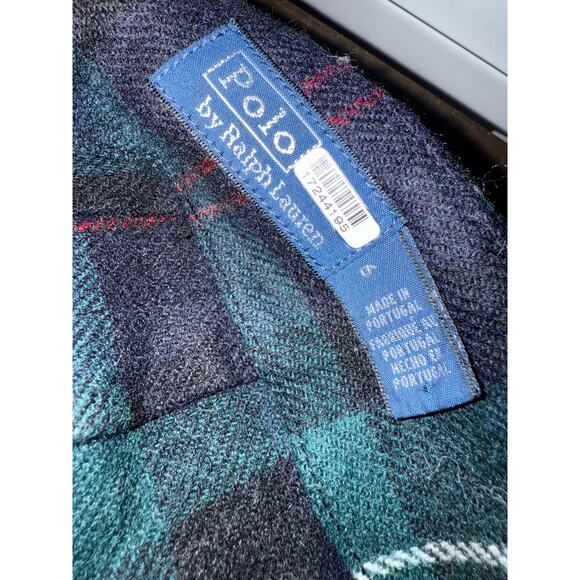 Polo
by Ralph Lauren
17244195
MADE IN
PORTUGAL
FABRIQUÉ AU
PORTUGAL
HECHO EN
PORTUGAL